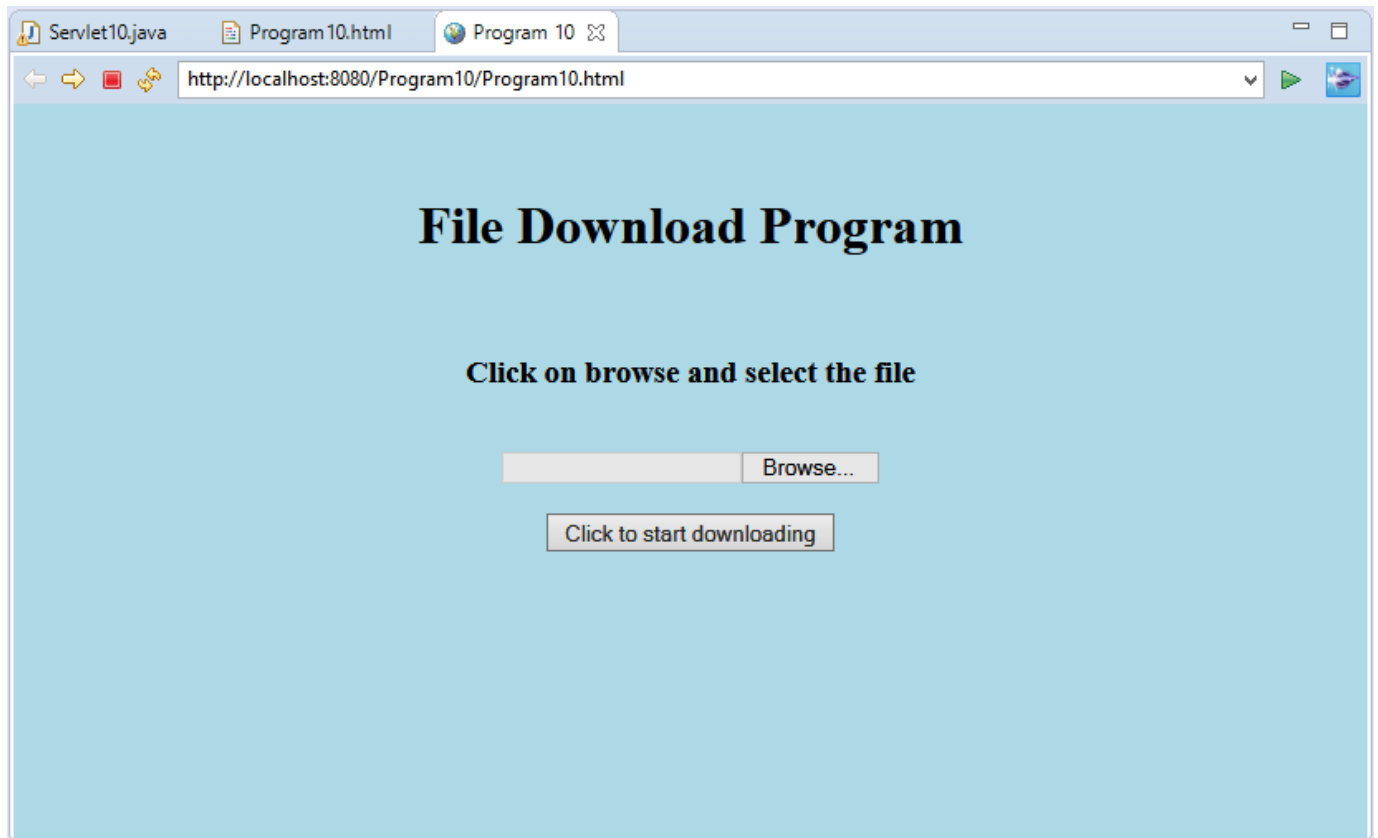 Servlet10.java Program10.html Program 10
http://localhost:8080/Program10/Program10.html
File Download Program
Click on browse and select the file
Browse...
Click to start downloading